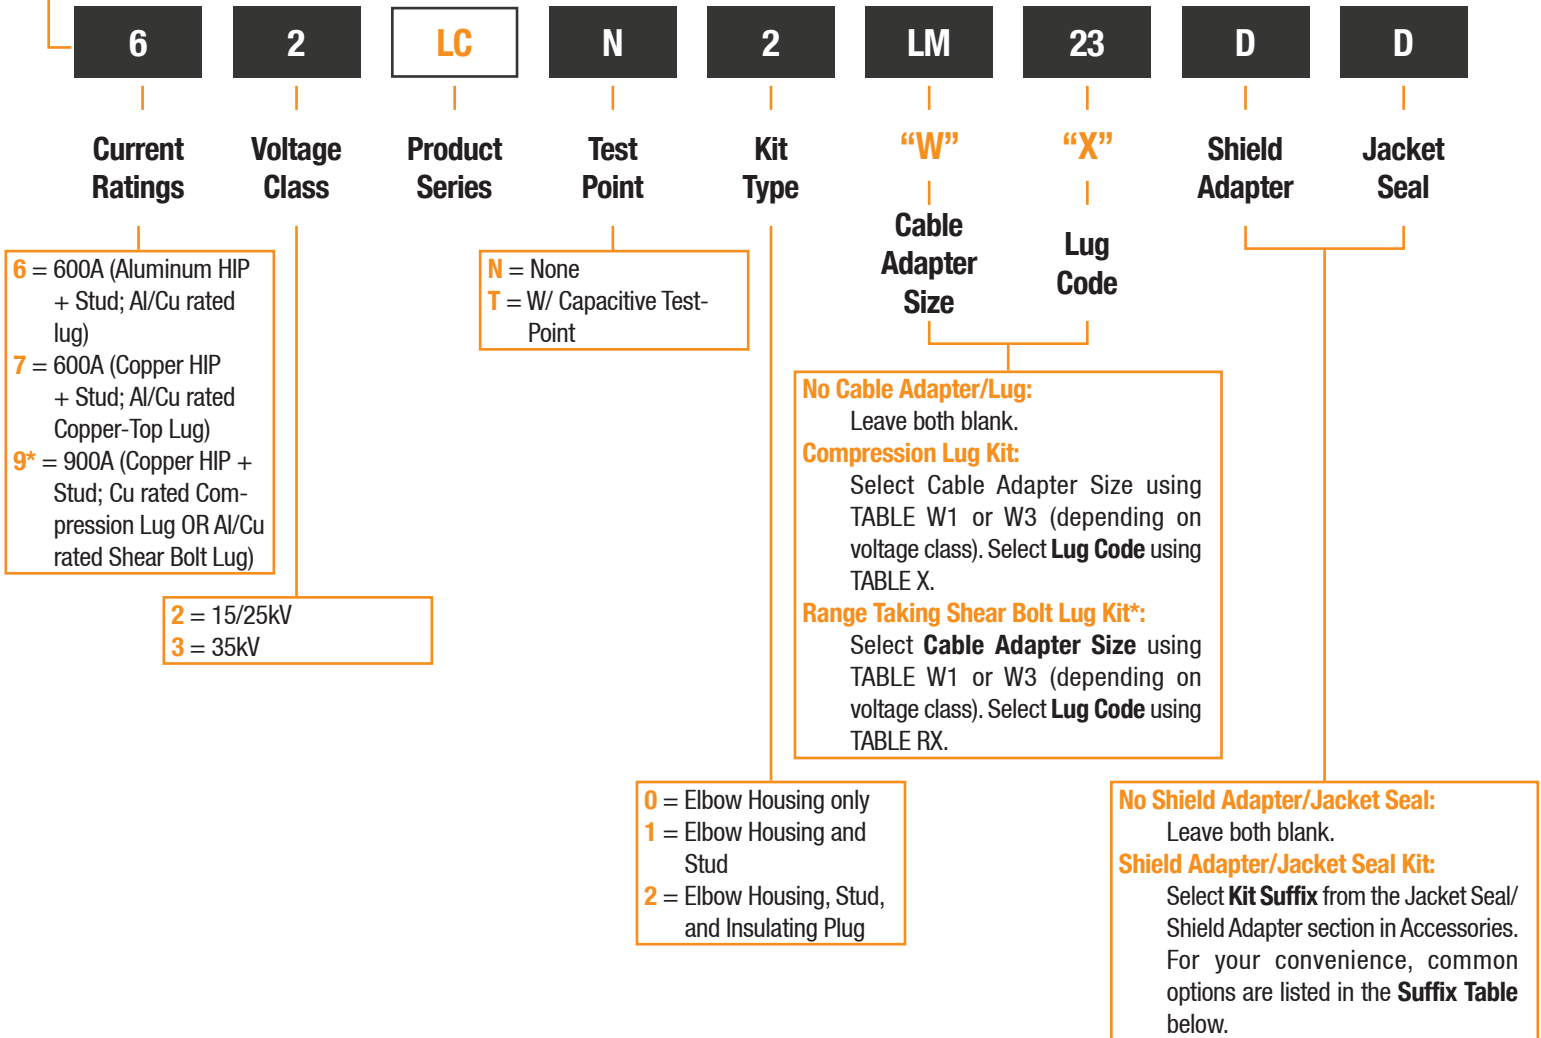 6 2 LC N 2 LM 23 D D
Current
Ratings
Voltage
Class
Product
Series
Test
Point
Kit
Type
“W”
Cable
Adapter
Size
“X”
Lug
Code
Shield
Adapter
Jacket
Seal
6 = 600A (Aluminum HIP
+ Stud; Al/Cu rated
lug)
7 = 600A (Copper HIP
+ Stud; Al/Cu rated
Copper-Top Lug)
9* = 900A (Copper HIP +
Stud; Cu rated Com-
pression Lug OR Al/Cu
rated Shear Bolt Lug)
2 = 15/25kV
3 = 35kV
N = None
T = W/ Capacitive Test-
Point
0 = Elbow Housing only
1 = Elbow Housing and
Stud
2 = Elbow Housing, Stud,
and Insulating Plug
No Cable Adapter/Lug:
Leave both blank.
Compression Lug Kit:
Select Cable Adapter Size using
TABLE W1 or W3 (depending on
voltage class). Select Lug Code using
TABLE X.
Range Taking Shear Bolt Lug Kit*:
Select Cable Adapter Size using
TABLE W1 or W3 (depending on
voltage class). Select Lug Code using
TABLE RX.
No Shield Adapter/Jacket Seal:
Leave both blank.
Shield Adapter/Jacket Seal Kit:
Select Kit Suffix from the Jacket Seal/
Shield Adapter section in Accessories.
For your convenience, common
options are listed in the Suffix Table
below.